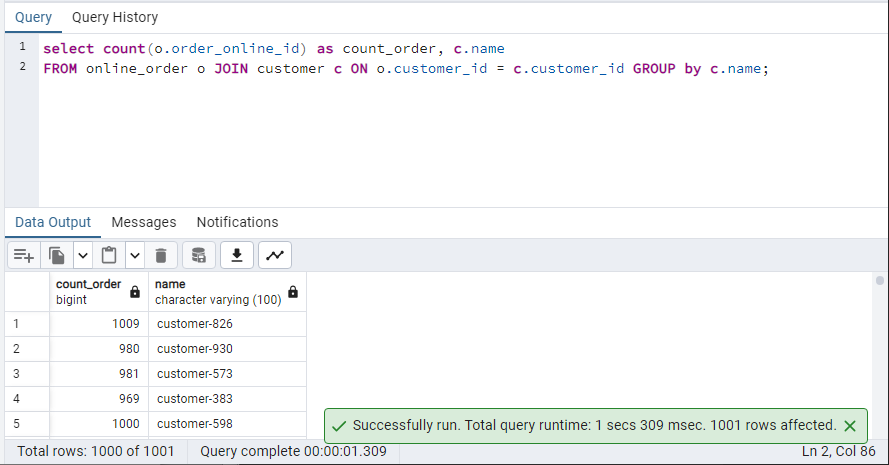 Query Query History
1 select count(o.order_online_id) as count_order, c.name
2 FROM online_order o JOIN customer c ON o.customer_id = c.customer_id GROUP by c.name;
Data Output Messages Notifications
count_order name
bigint character varying (100)
1 1009 customer-826
2 980 customer-930
3 981 customer-573
4 969 customer-383
5 1000 customer-598
Successfully run. Total query runtime: 1 secs 309 msec. 1001 rows affected.
Total rows: 1000 of 1001 Query complete 00:00:01.309 Ln 2, Col 86